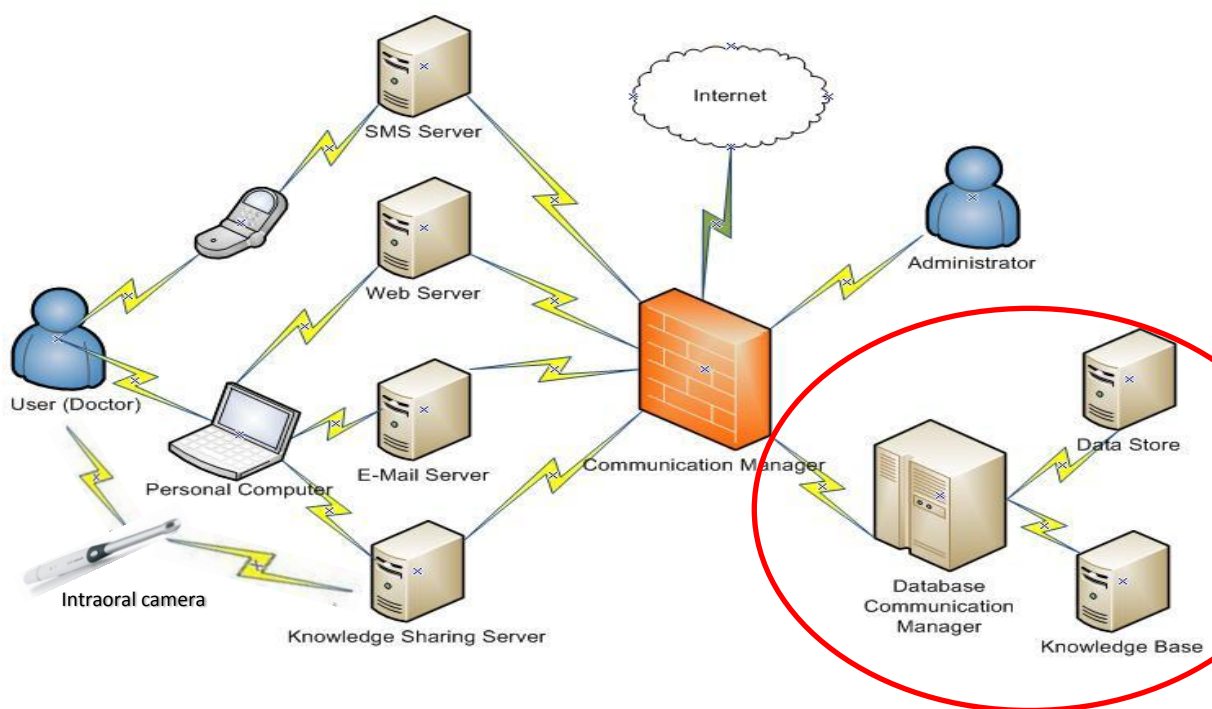 Internet
SMS Server
Administrator
Web Server
User (Doctor)
Data Store
Communication Manager
E-Mail Server
Personal Computer
Database
Communication
Manager
Intraoral camera
Knowledge Sharing Server
Knowledge Base